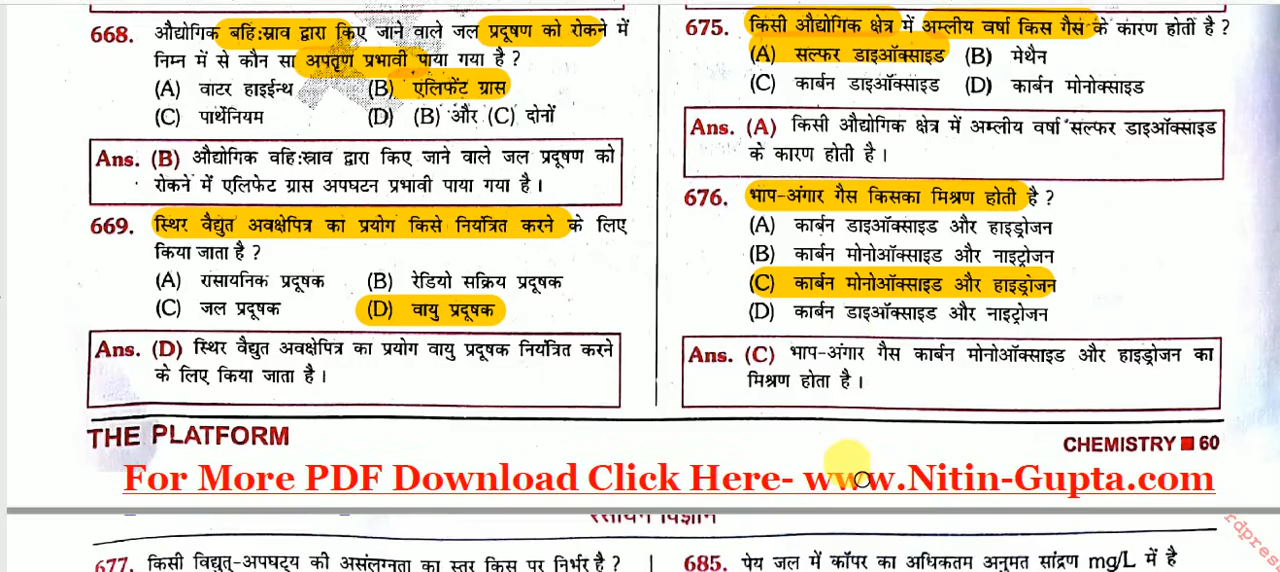 668. औद्योगिक बहि:स्राव द्वारा किए जाने वाले जल प्रदूषण को रोकने में
निम्न में से कौन सा अपतृण प्रभावी पाया गया है ?
(A) वाटर हाईईन्थ (B) एलिफेंट ग्रास
(C) पार्थेनियम (D) (B) और (C) दोनों
Ans. (B) औद्योगिक वहि:स्राव द्वारा किए जाने वाले जल प्रदूषण को
रोकने में एलिफेट ग्रास अपघटन प्रभावी पाया गया है।
669. स्थिर वैद्युत अवक्षेपित्र का प्रयोग किसे नियंत्रित करने के लिए
किया जाता है ?
(A) रासायनिक प्रदूषक (B) रेडियो सक्रिय प्रदूषक
(C) जल प्रदूषक (D) वायु प्रदूषक
Ans. (D) स्थिर वैद्युत अवक्षेपित्र का प्रयोग वायु प्रदूषक नियंत्रित करने
के लिए किया जाता है।
675. किसी औद्योगिक क्षेत्र में अम्लीय वर्षा किस गैस के कारण होती है ?
(A) सल्फर डाइऑक्साइड (B) मेथैन
(C) कार्बन डाइऑक्साइड (D) कार्बन मोनोक्साइड
Ans. (A) किसी औद्योगिक क्षेत्र में अम्लीय वर्षा सल्फर डाइऑक्साइड
के कारण होती है।
676. भाप-अंगार गैस किसका मिश्रण होती है ?
(A) कार्बन डाइऑक्साइड और हाइड्रोजन
(B) कार्बन मोनोऑक्साइड और नाइट्रोजन
(C) कार्बन मोनोऑक्साइड और हाइड्रोजन
(D) कार्बन डाइऑक्साइड और नाइट्रोजन
Ans. (C) भाप-अंगार गैस कार्बन मोनोऑक्साइड और हाइड्रोजन का
मिश्रण होता है।
THE PLATFORM
CHEMISTRY 60
For More PDF Download Click Here- www.Nitin-Gupta.com
रसायन विज्ञान
677. किसी विद्युत्-अपघट्य की असंलग्नता का स्तर किस पर निर्भर है ?
685. पेय जल में कॉपर का अधिकतम अनुमत सांद्रण mg/L में है